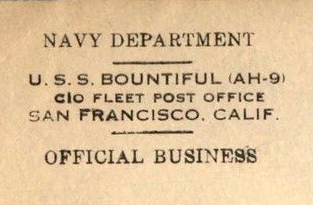 NAVY DEPARTMENT
U. S. S. BOUNTIFUL (AH-9)
C/O FLEET POST OFFICE
SAN FRANCISCO, CALIF.
OFFICIAL BUSINESS